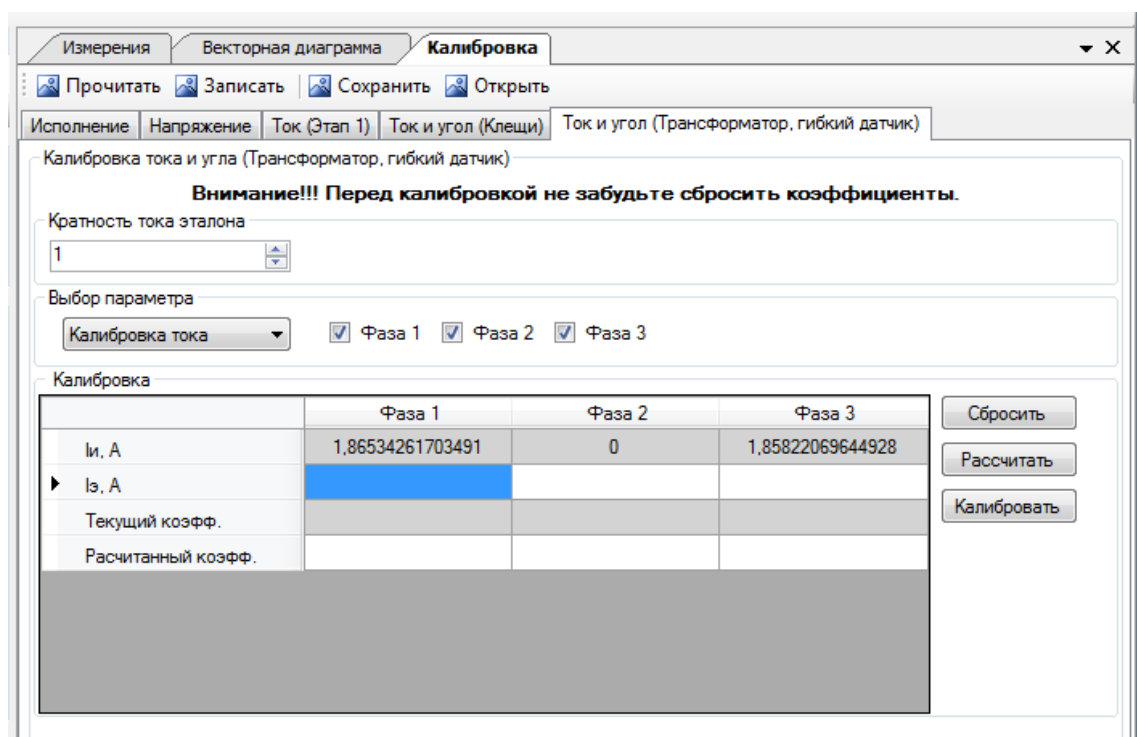 Измерения Векторная диаграмма Калибровка
Прочитать Записать Сохранить Открыть
Исполнение Напряжение Ток (Этап 1) Ток и угол (Клещи) Ток и угол (Трансформатор, гибкий датчик)
Калибровка тока и угла (Трансформатор, гибкий датчик)
Внимание!!! Перед калибровкой не забудьте сбросить коэффициенты.
Кратность тока эталона
1
Выбор параметра
Калибровка тока Фаза 1 Фаза 2 Фаза 3
Калибровка
Фаза 1 Фаза 2 Фаза 3 Сбросить
Iи, А 1,86534261703491 0 1,85822069644928
Рассчитать
Iэ, А
Калибровать
Текущий коэфф.
Расчитанный коэфф.